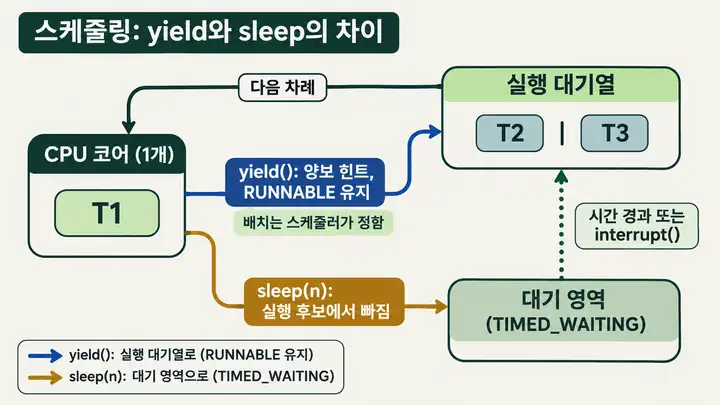 스케줄링: yield와 sleep의 차이
다음 차례
실행 대기열
T2 | T3
CPU 코어 (1개)
T1
yield(): 양보 힌트,
RUNNABLE 유지
배치는 스케줄러가 정함
시간 경과 또는
interrupt()
sleep(n):
실행 후보에서 빠짐
대기 영역
(TIMED_WAITING)
yield(): 실행 대기열로 (RUNNABLE 유지)
sleep(n): 대기 영역으로 (TIMED_WAITING)